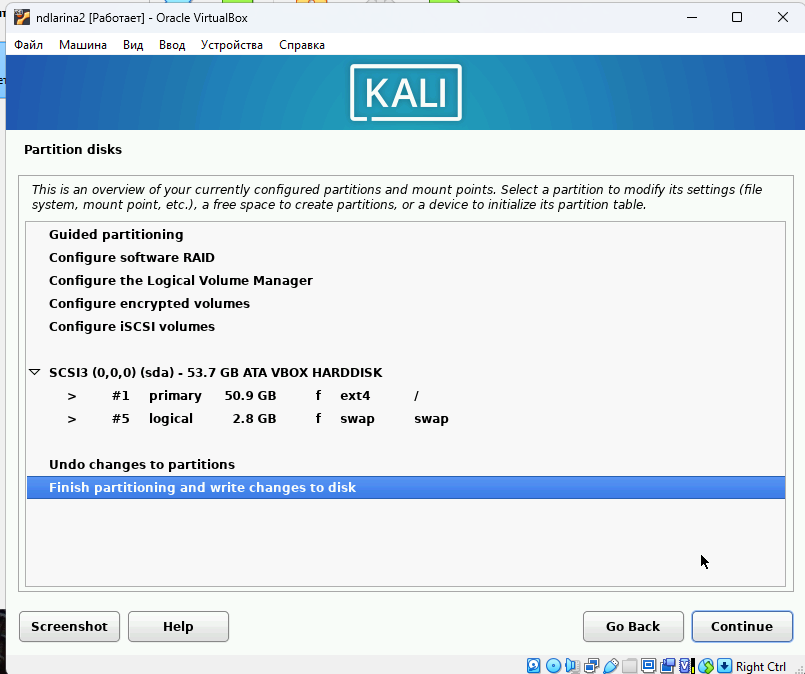 ndlarina2 [Работает] - Oracle VirtualBox
Файл Машина Вид Ввод Устройства Справка
KALI
Partition disks
This is an overview of your currently configured partitions and mount points. Select a partition to modify its settings (file
system, mount point, etc.), a free space to create partitions, or a device to initialize its partition table.
Guided partitioning
Configure software RAID
Configure the Logical Volume Manager
Configure encrypted volumes
Configure iSCSI volumes
SCSI3 (0,0,0) (sda) - 53.7 GB ATA VBOX HARDDISK
> #1 primary 50.9 GB f ext4 /
> #5 logical 2.8 GB f swap swap
Undo changes to partitions
Finish partitioning and write changes to disk
Screenshot Help Go Back Continue
Right Ctrl